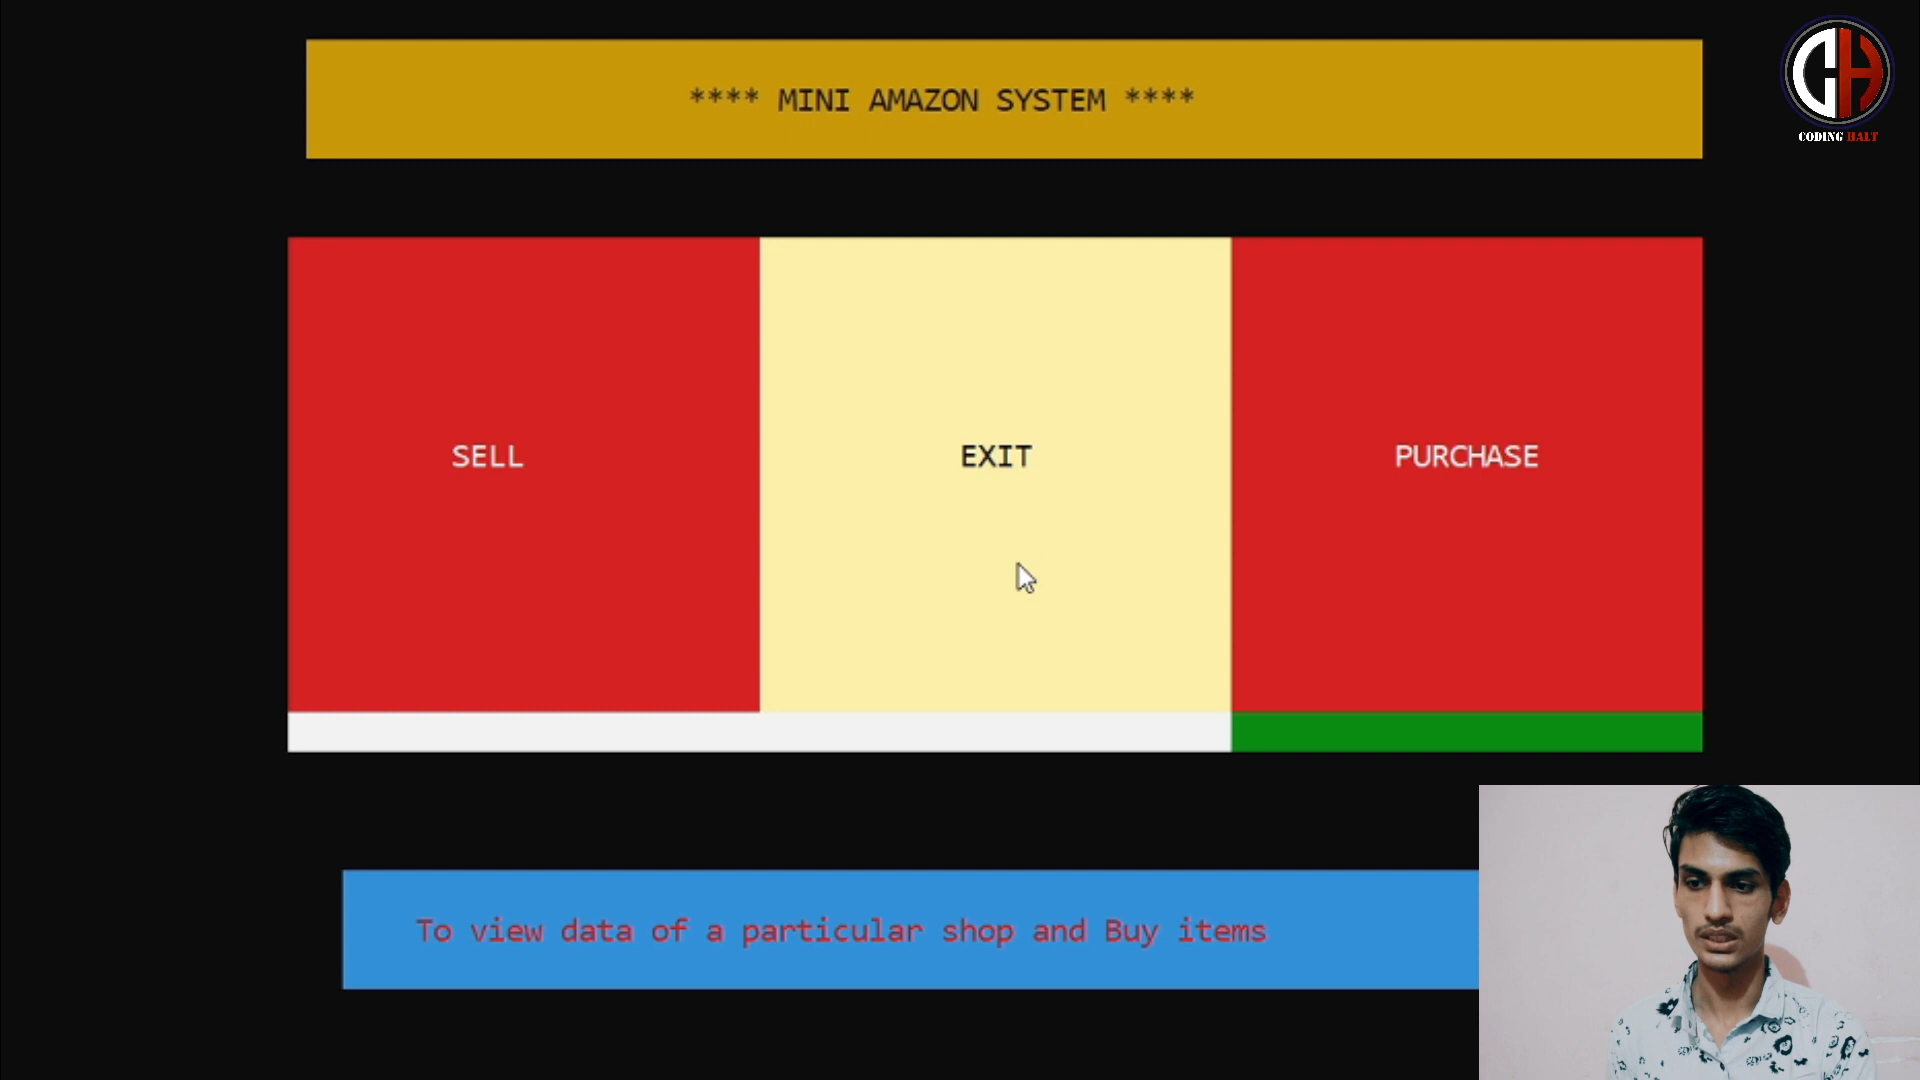 **** MINI AMAZON SYSTEM ****
CODING HALT
SELL
EXIT
PURCHASE
To view data of a particular shop and Buy items